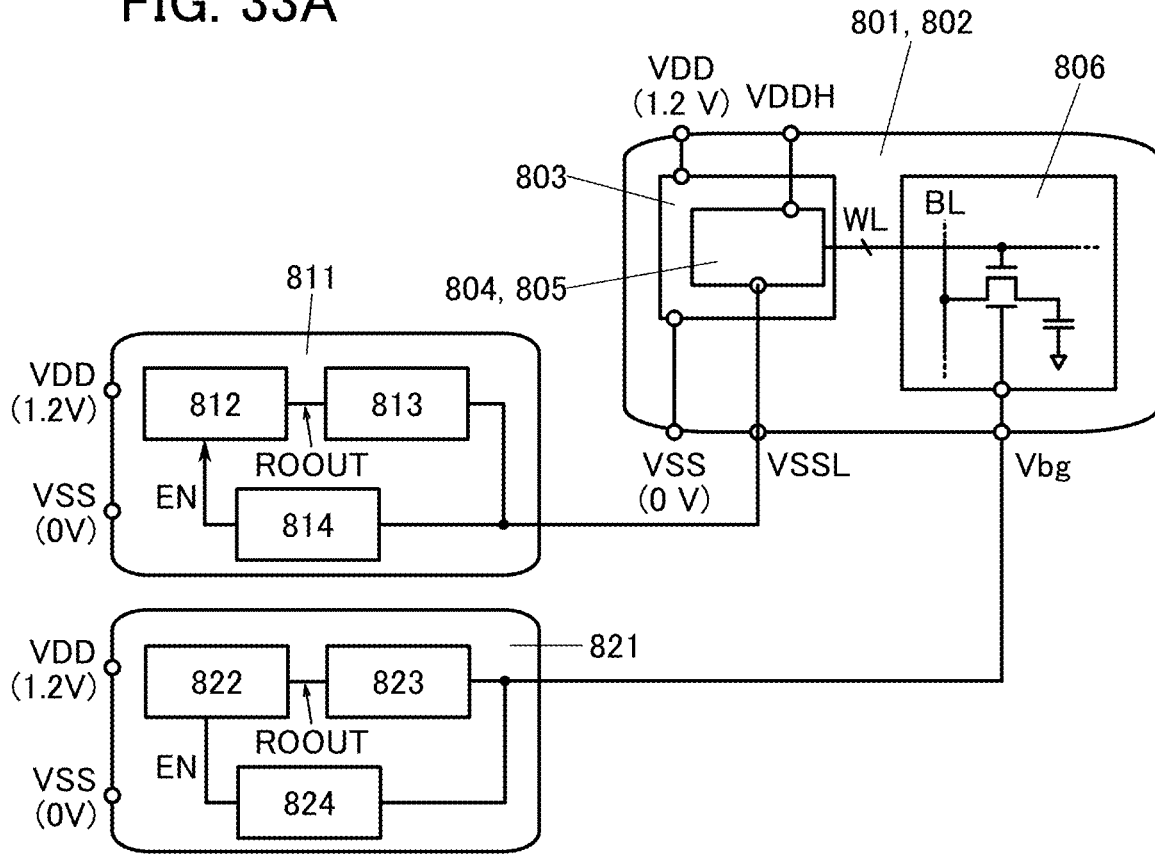 FIG. 33A
801, 802
VDD
(1.2 V)
VDDH
806
803
WL
BL
804, 805
811
VDD
(1.2V)
812
813
ROOUT
EN
VSS
(0V)
814
VSS
(0 V)
VSSL
Vbg
821
VDD
(1.2V)
822
823
ROOUT
EN
VSS
(0V)
824